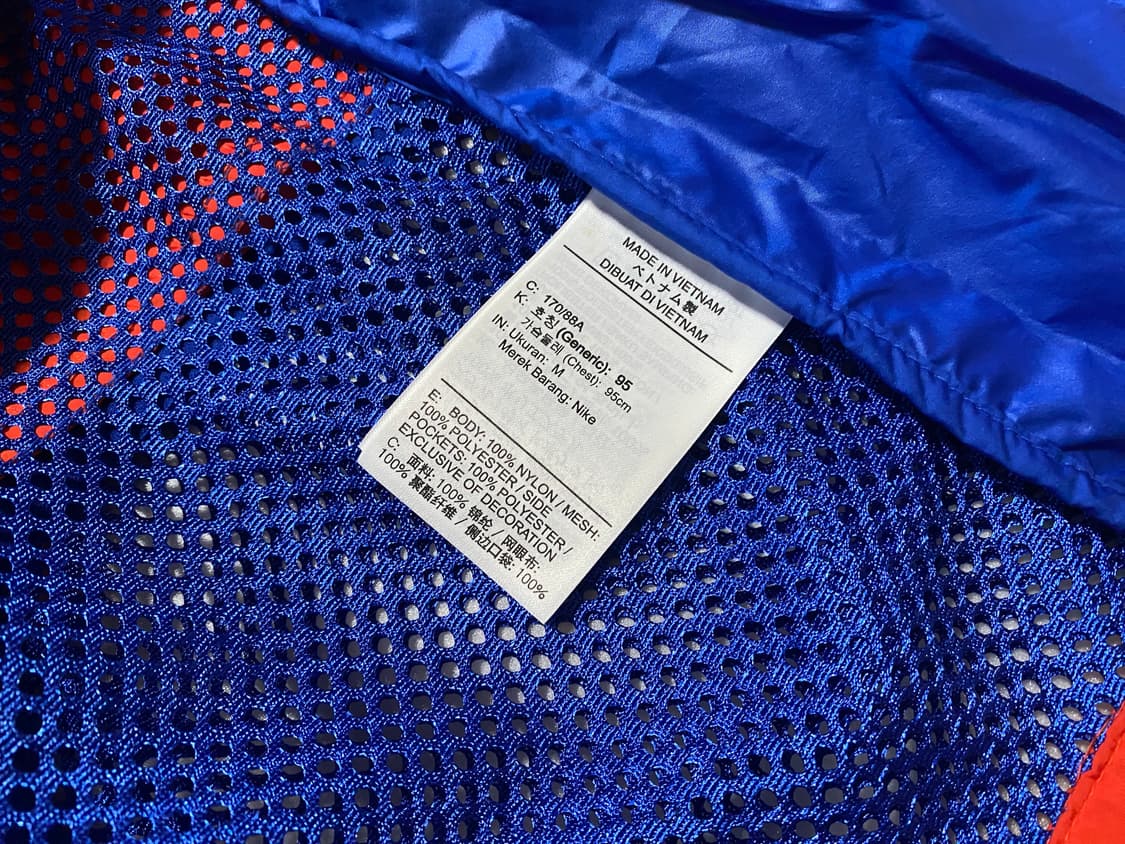 MADE IN VIETNAM
ベトナム製
DIBUAT DI VIETNAM
C: 170/88A
K: 호칭 (Generic): 95
가슴둘레 (Chest): 95cm
IN: Ukuran: M
Merek Barang: Nike
E: BODY: 100% NYLON / MESH:
100% POLYESTER / SIDE
POCKETS: 100% POLYESTER /
EXCLUSIVE OF DECORATION
C: 面料: 100% 锦纶 / 网眼布:
100% 聚酯纤维 / 侧边口袋: 100%